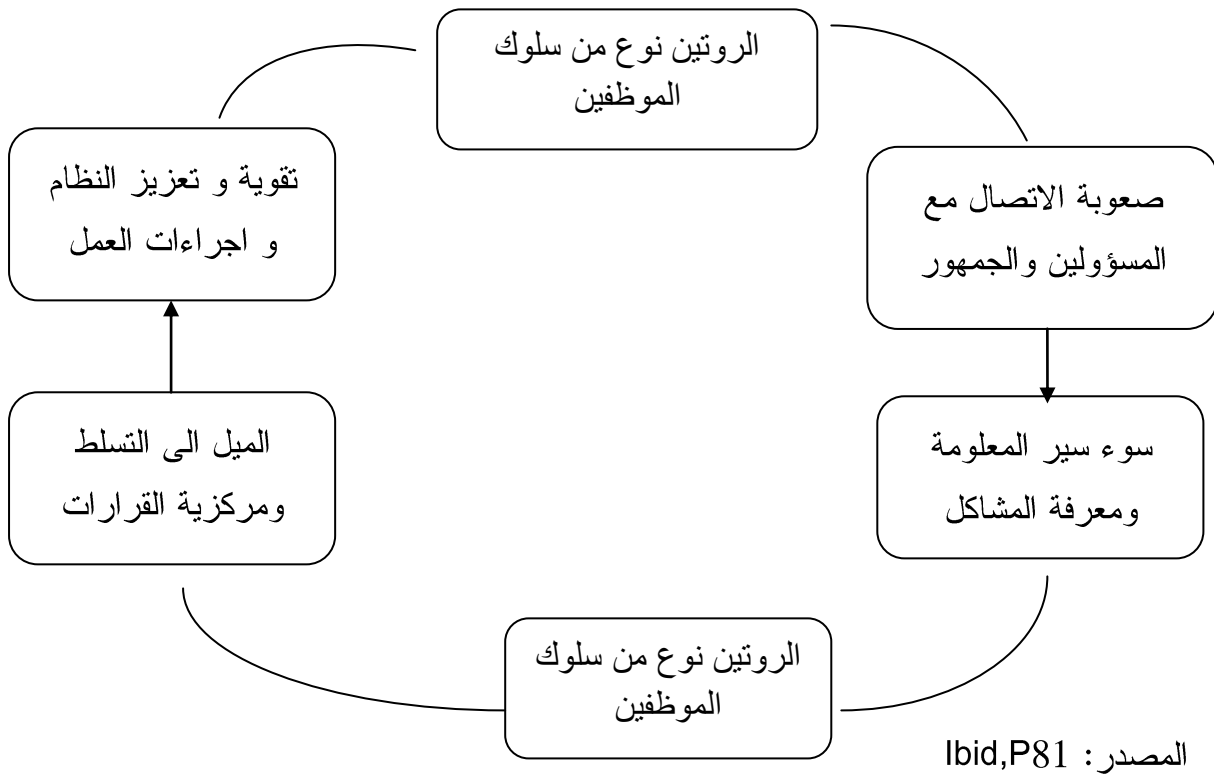 الروتين نوع من سلوك
الموظفين
صعوبة الاتصال مع
المسؤولين والجمهور
تقوية و تعزيز النظام
و اجراءات العمل
سوء سير المعلومة
ومعرفة المشاكل
الميل الى التسلط
ومركزية القرارات
الروتين نوع من سلوك
الموظفين
المصدر: Ibid,P81